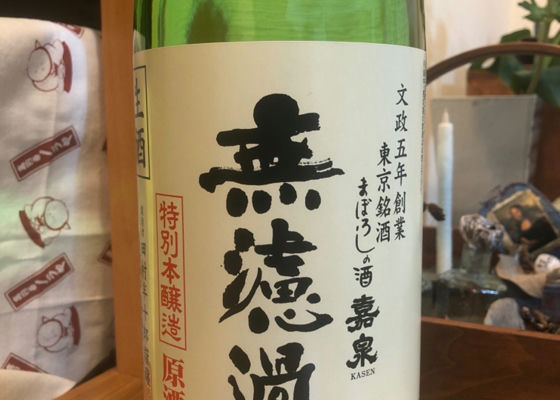 文政五年創業
東京銘酒
まぼろしの酒 嘉泉
KASEN
無濾過
生酒
特別本醸造
原酒